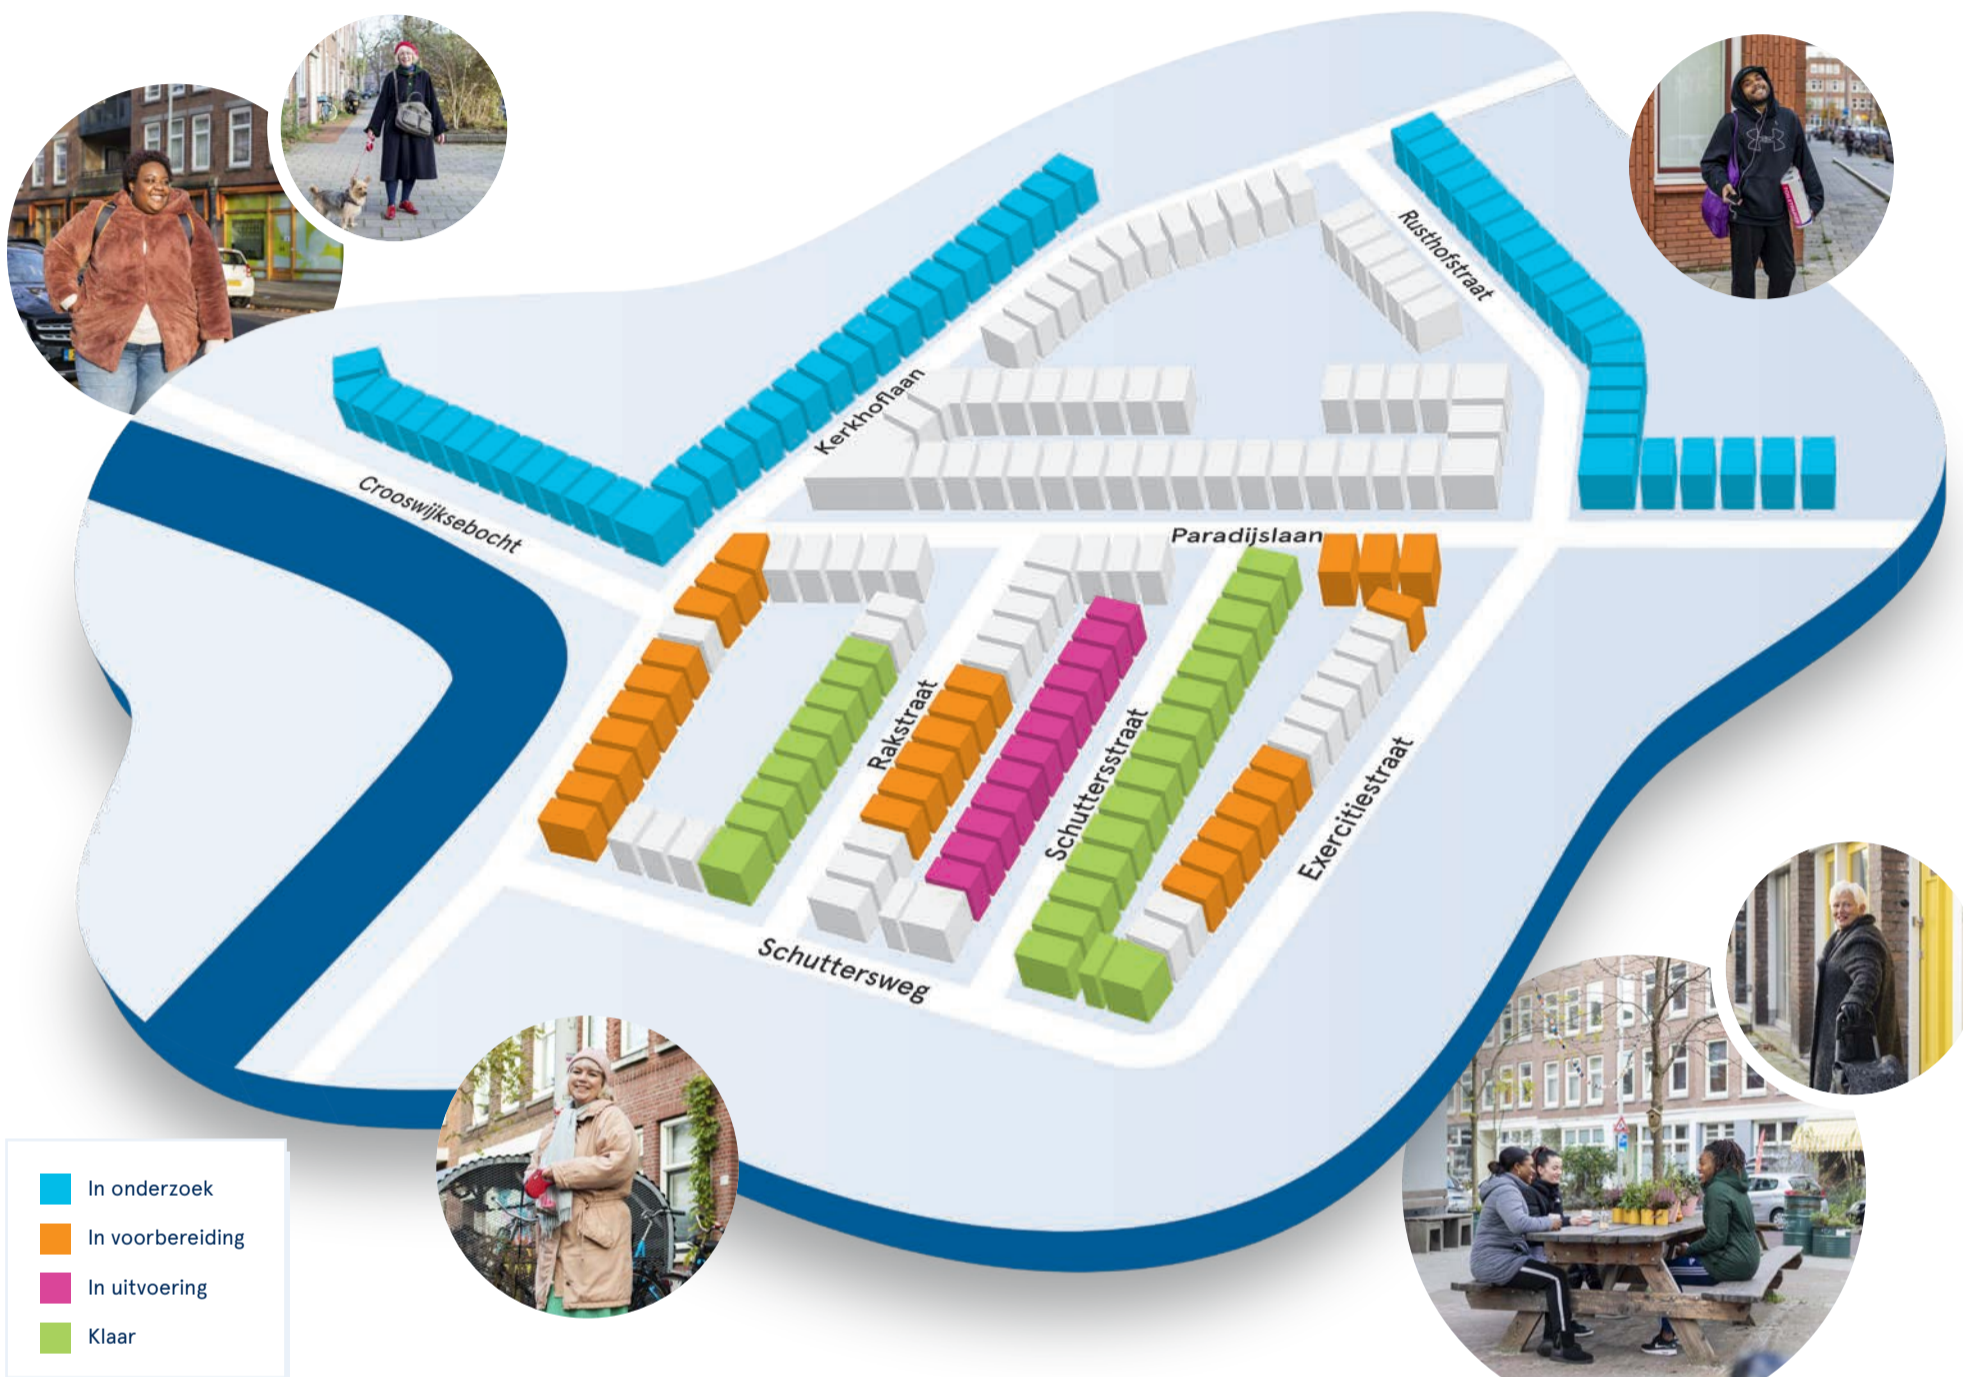 Rusthofstraat
Kerkhoflaan
Crooswijksebocht
Paradijslaan
Rakstraat
Schuttersstraat
Exercitiestraat
Schuttersweg
In onderzoek
In voorbereiding
In uitvoering
Klaar